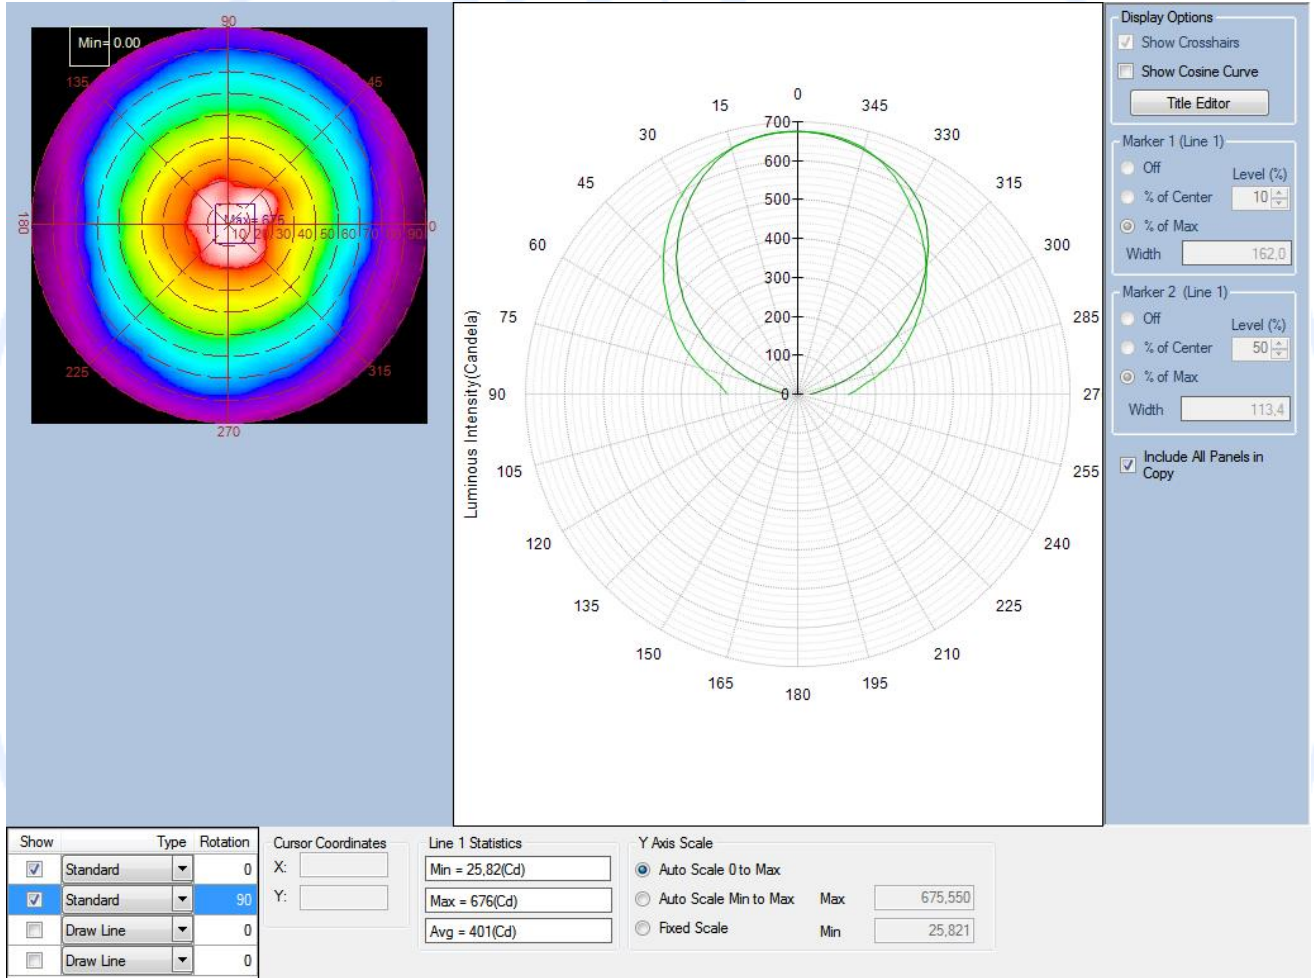 90
Min= 0.00
135
45
Max= 675
180
10 20 30 40 50 60 70 80 90 0
225
315
270
0
15
345
30
330
45
315
60
300
75
285
90
27
105
255
120
240
135
225
150
210
165
195
180
700
600
500
400
300
200
100
0
Luminous Intensity(Candela)
Display Options
Show Crosshairs
Show Cosine Curve
Title Editor
Marker 1 (Line 1)
Off
Level (%)
% of Center
10
% of Max
Width
162,0
Marker 2 (Line 1)
Off
Level (%)
% of Center
50
% of Max
Width
113,4
Include All Panels in
Copy
Show Type Rotation
Standard 0
Standard 90
Draw Line 0
Draw Line 0
Cursor Coordinates
X:
Y:
Line 1 Statistics
Min = 25,82(Cd)
Max = 676(Cd)
Avg = 401(Cd)
Y Axis Scale
Auto Scale 0 to Max
Auto Scale Min to Max Max 675,550
Fixed Scale Min 25,821